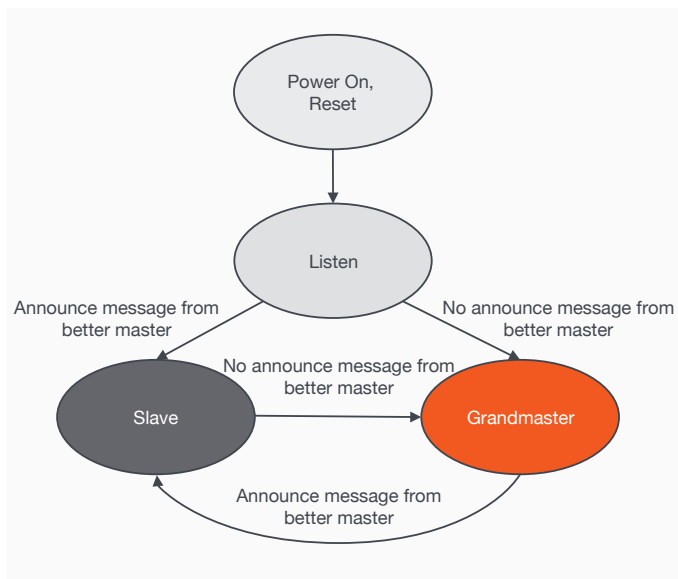 Power On,
Reset
Listen
Announce message from
better master
No announce message from
better master
No announce message from
better master
Slave
Grandmaster
Announce message from
better master